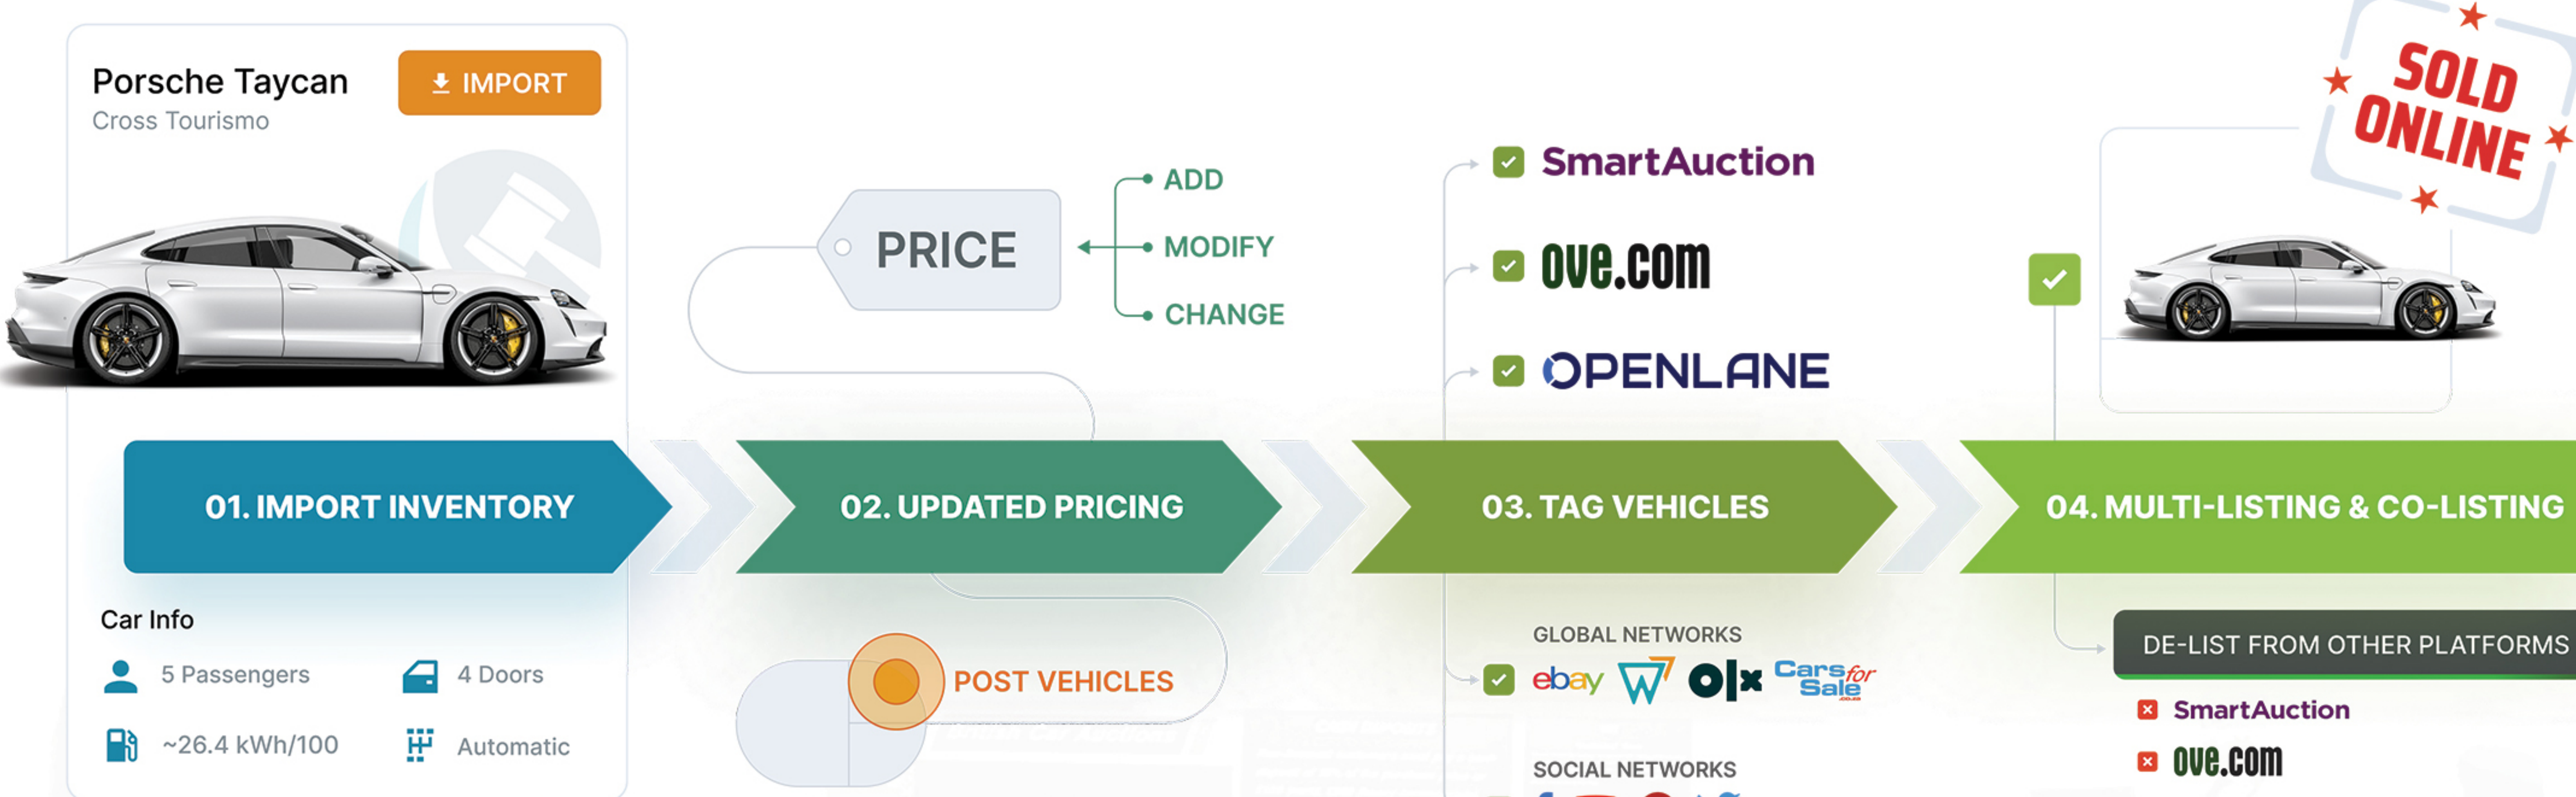 Porsche Taycan
IMPORT
Cross Tourismo
01. IMPORT INVENTORY
Car Info
5 Passengers
4 Doors
~26.4 kWh/100
Automatic
PRICE
ADD
MODIFY
CHANGE
02. UPDATED PRICING
POST VEHICLES
SmartAuction
ove.com
OPENLANE
03. TAG VEHICLES
GLOBAL NETWORKS
ebay
W
olx
Carsfor
Sale
SOCIAL NETWORKS
SOLD
ONLINE
04. MULTI-LISTING & CO-LISTING
DE-LIST FROM OTHER PLATFORMS
SmartAuction
ove.com